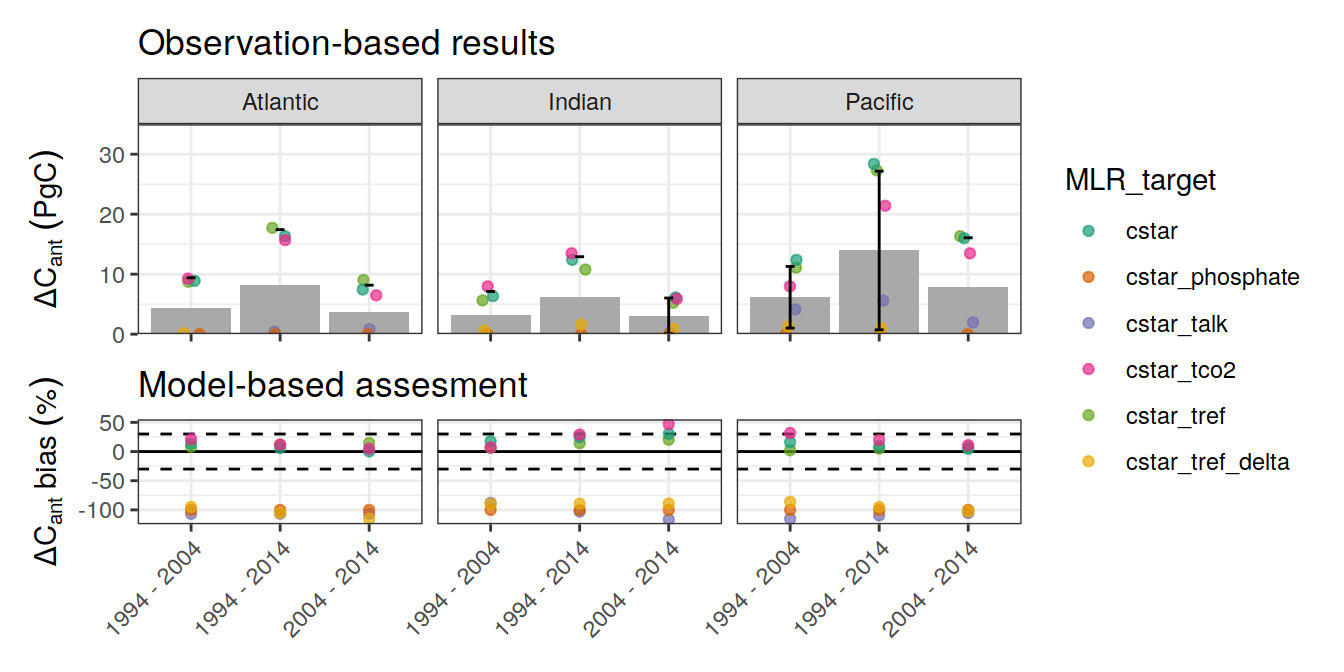 Observation-based results
Atlantic
Indian
Pacific
ΔCant (PgC)
30
20
10
0
Model-based assesment
ΔCant bias (%)
50
0
-50
-100
1994 - 2004
1994 - 2014
2004 - 2014
1994 - 2004
1994 - 2014
2004 - 2014
1994 - 2004
1994 - 2014
2004 - 2014
MLR_target
cstar
cstar_phosphate
cstar_talk
cstar_tco2
cstar_tref
cstar_tref_delta